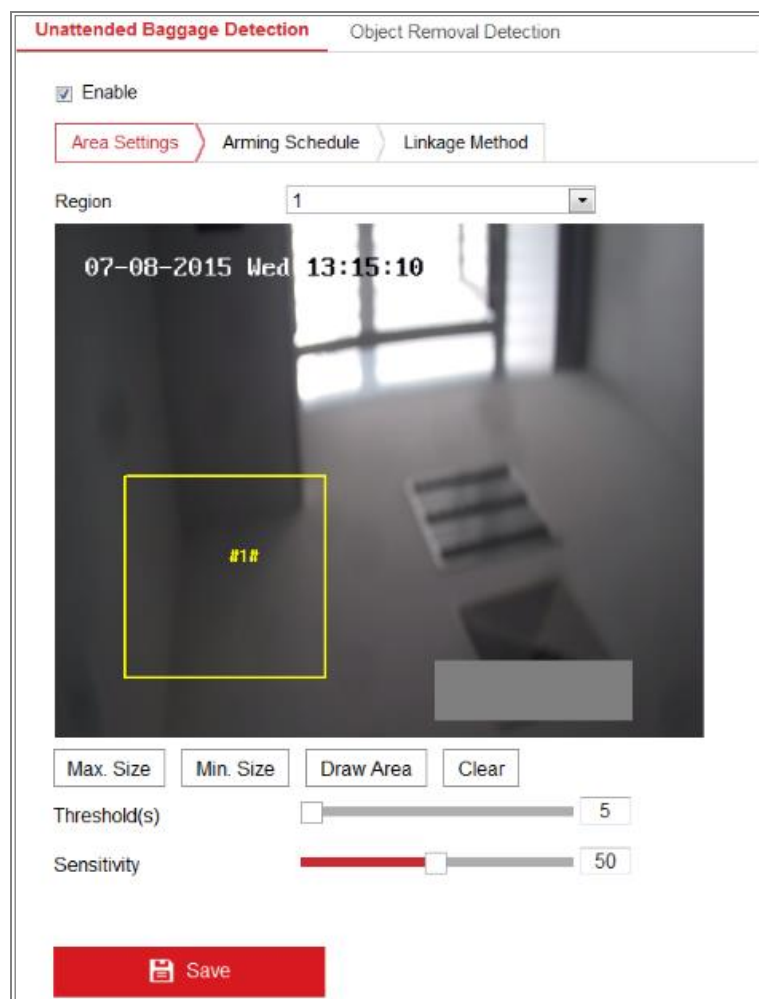 Unattended Baggage Detection Object Removal Detection
Enable
Area Settings Arming Schedule Linkage Method
Region 1
07-08-2015 Wed 13:15:10
#1#
Max. Size Min. Size Draw Area Clear
Threshold(s) 5
Sensitivity 50
Save